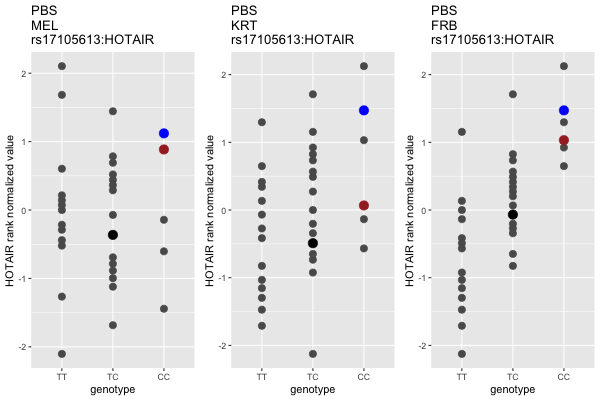 PBS
MEL
rs17105613:HOTAIR
HOTAIR rank normalized value
2
1
0
-1
-2
TT TC CC
genotype
PBS
KRT
rs17105613:HOTAIR
HOTAIR rank normalized value
2
1
0
-1
-2
TT TC CC
genotype
PBS
FRB
rs17105613:HOTAIR
HOTAIR rank normalized value
2
1
0
-1
-2
TT TC CC
genotype